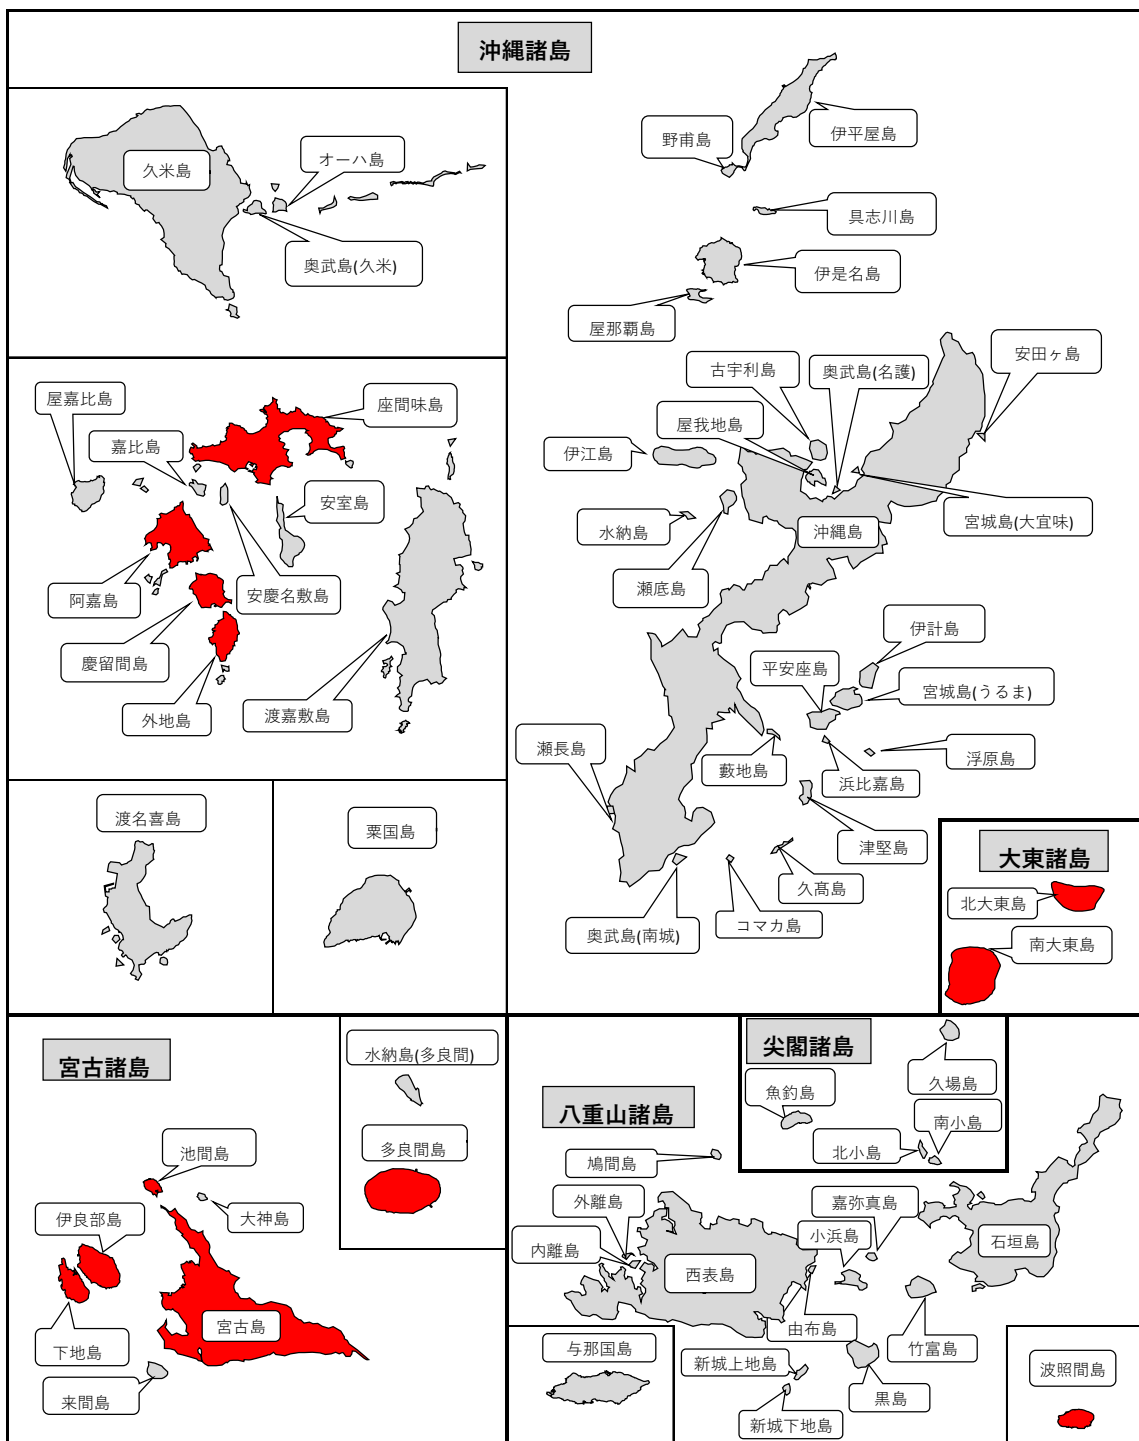 沖縄諸島
久米島
オーハ島
奥武島(久米)
野甫島
伊平屋島
具志川島
伊是名島
屋那覇島
安田ヶ島
古宇利島
奥武島(名護)
屋我地島
伊江島
水納島
瀬底島
沖縄島
宮城島(大宜味)
屋嘉比島
座間味島
嘉比島
安室島
阿嘉島
安慶名敷島
慶留間島
外地島
渡嘉敷島
伊計島
平安座島
宮城島(うるま)
瀬長島
藪地島
浜比嘉島
浮原島
津堅島
久髙島
コマカ島
奥武島(南城)
渡名喜島
粟国島
大東諸島
北大東島
南大東島
宮古諸島
水納島(多良間)
多良間島
池間島
大神島
伊良部島
下地島
宮古島
来間島
尖閣諸島
久場島
魚釣島
南小島
北小島
八重山諸島
鳩間島
外離島
内離島
西表島
嘉弥真島
小浜島
石垣島
由布島
竹富島
与那国島
新城上地島
黒島
新城下地島
波照間島